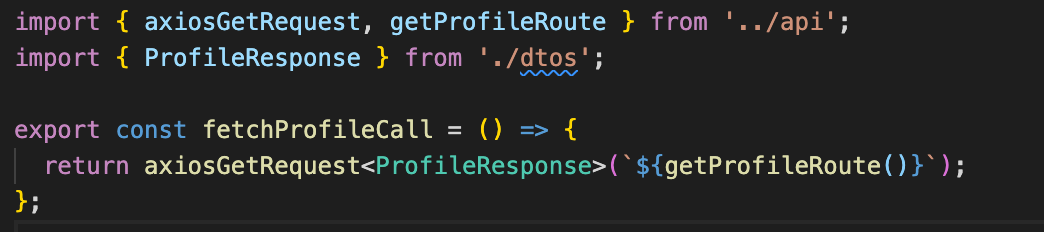 import { axiosGetRequest, getProfileRoute } from '../api';
import { ProfileResponse } from './dtos';
export const fetchProfileCall = () => {
return axiosGetRequest<ProfileResponse>(`${getProfileRoute()}`);
};